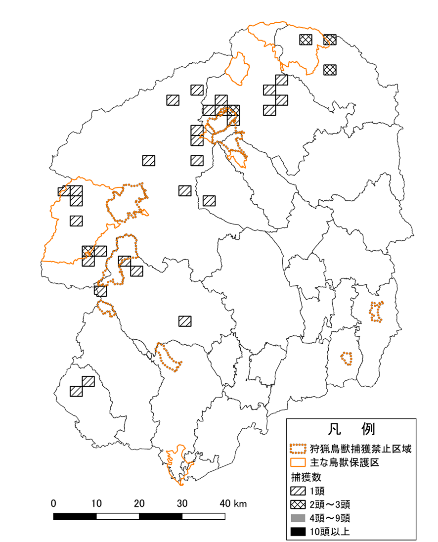 凡 例
狩猟鳥獣捕獲禁止区域
主な鳥獣保護区
捕獲数
1頭
2頭～3頭
4頭～9頭
10頭以上
0 10 20 30 40 km